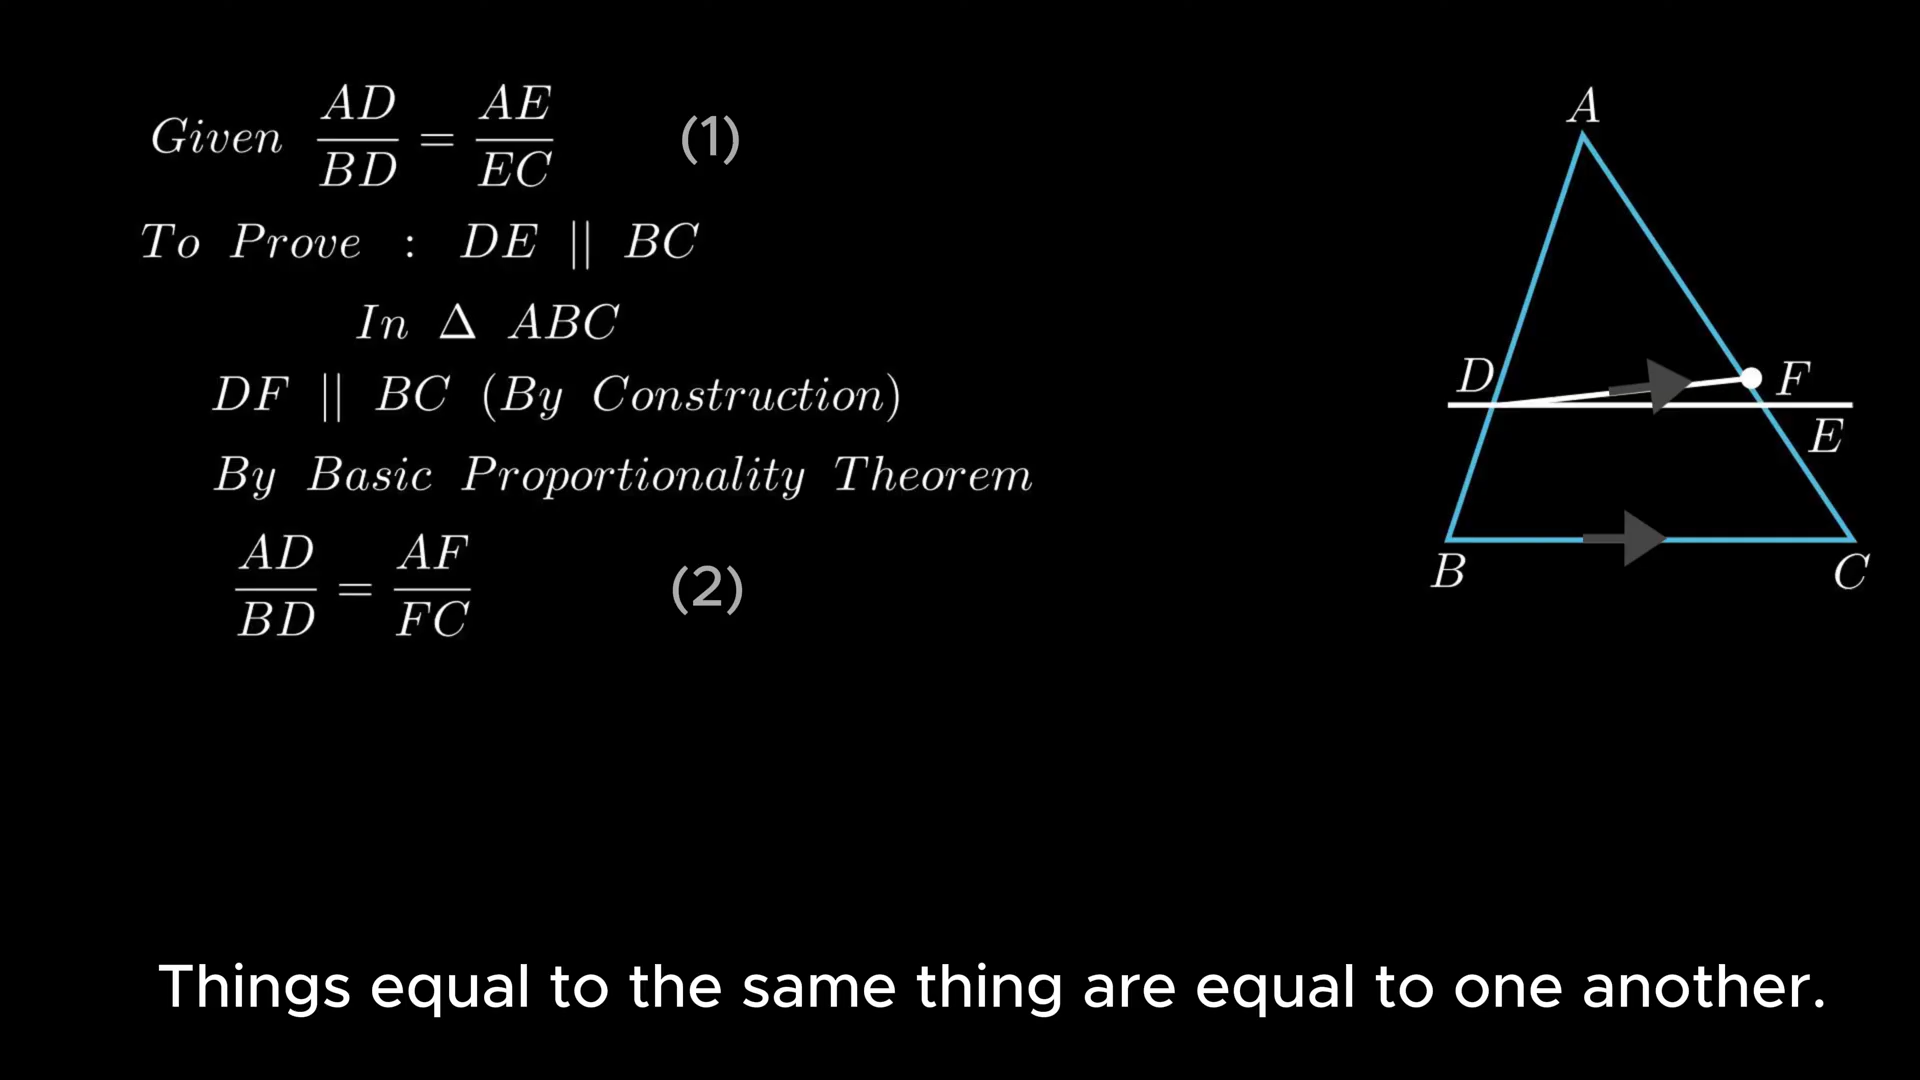 Given AD/BD = AE/EC (1)
To Prove : DE || BC
In Δ ABC
DF || BC (By Construction)
By Basic Proportionality Theorem
AD/BD = AF/FC (2)
A
D
F
E
B
C
Things equal to the same thing are equal to one another.